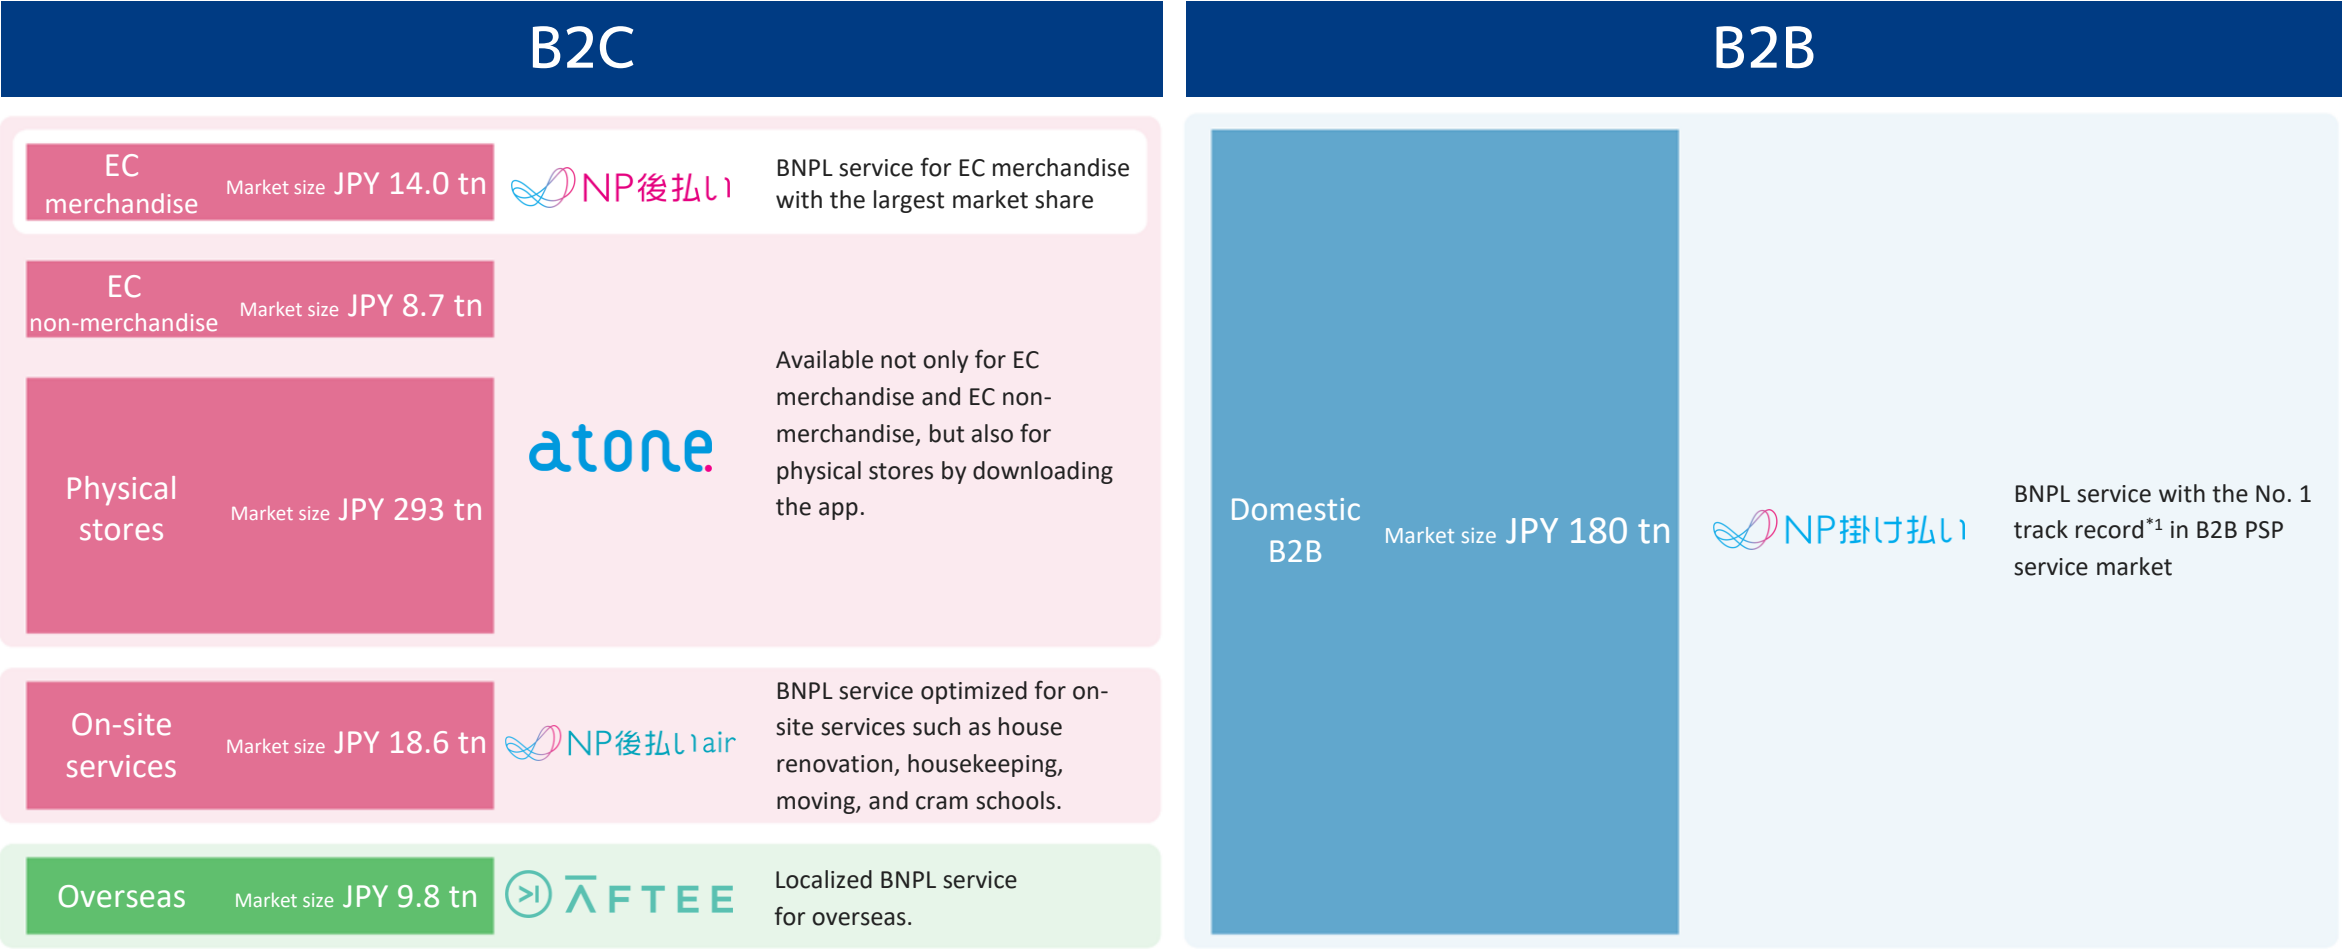 B2C
EC
merchandise
Market size JPY 14.0 tn
NP後払い
BNPL service for EC merchandise
with the largest market share
EC
non-merchandise
Market size JPY 8.7 tn
Physical
stores
Market size JPY 293 tn
atone
Available not only for EC
merchandise and EC non-
merchandise, but also for
physical stores by downloading
the app.
On-site
services
Market size JPY 18.6 tn
NP後払いair
BNPL service optimized for on-
site services such as house
renovation, housekeeping,
moving, and cram schools.
Overseas
Market size JPY 9.8 tn
AFTEE
Localized BNPL service
for overseas.
B2B
Domestic
B2B
Market size JPY 180 tn
NP掛け払い
BNPL service with the No. 1
track record*1 in B2B PSP
service market